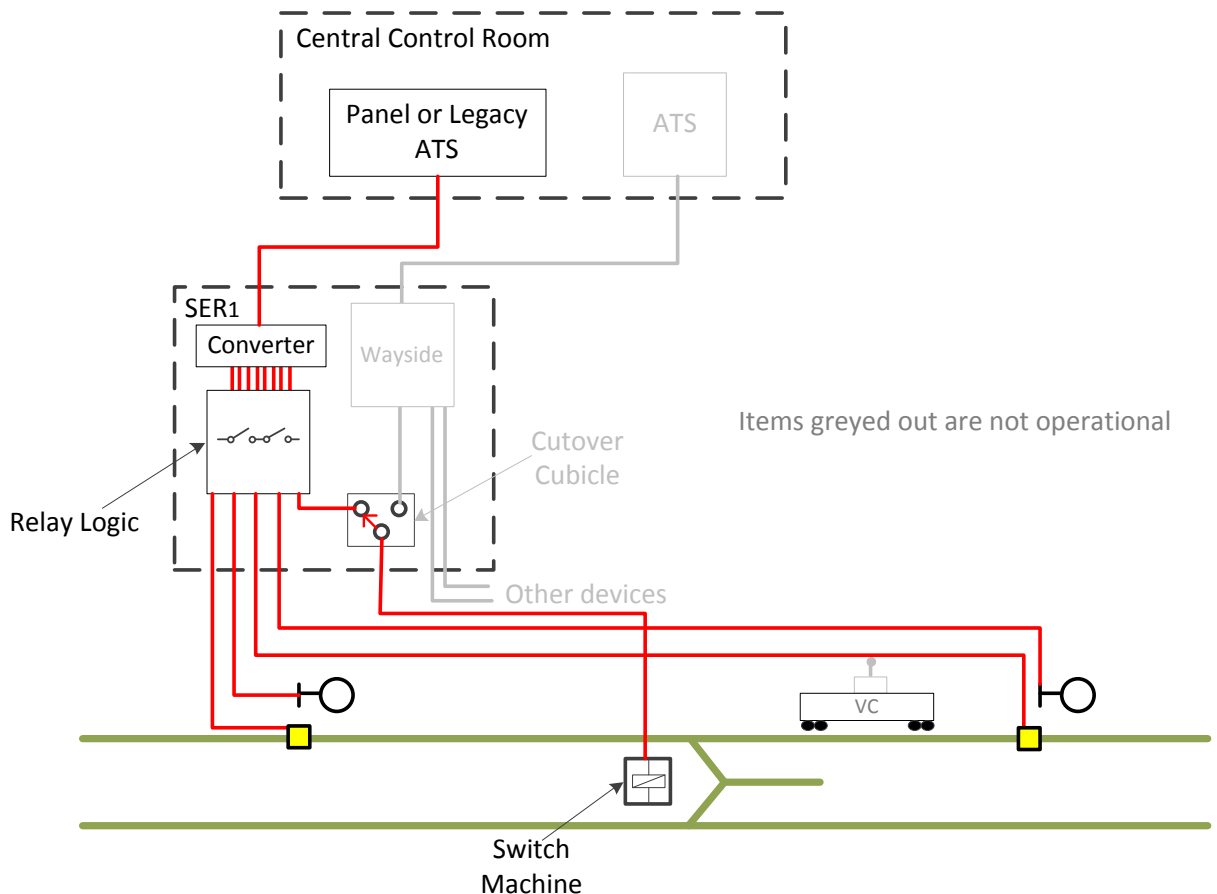 Central Control Room
Panel or Legacy
ATS
ATS
SER1
Converter
Wayside
Items greyed out are not operational
Cutover
Cubicle
Relay Logic
Other devices
VC
Switch
Machine